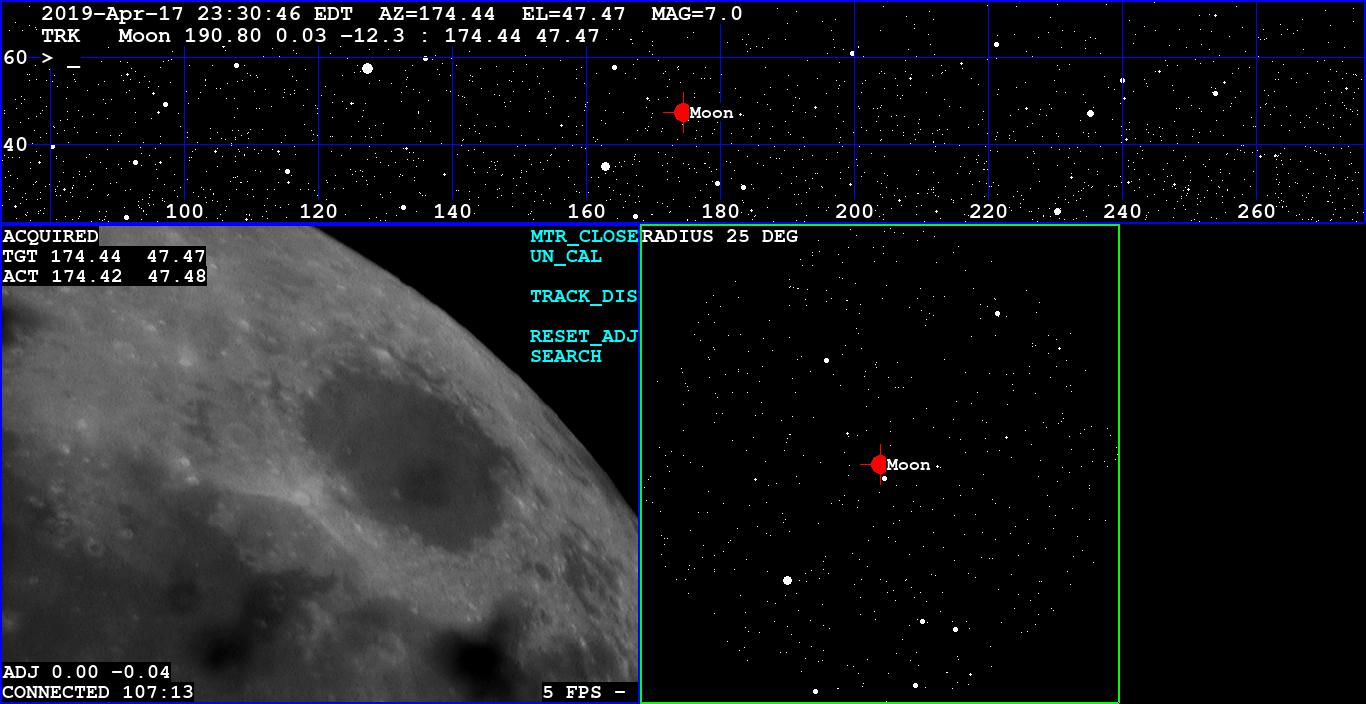 2019-Apr-17 23:30:46 EDT AZ=174.44 EL=47.47 MAG=7.0
TRK Moon 190.80 0.03 -12.3 : 174.44 47.47
60 > _
Moon
40
100 120 140 160 180 200 220 240 260
ACQUIRED
TGT 174.44 47.47
ACT 174.42 47.48
MTR_CLOSE
UN_CAL
TRACK_DIS
RESET_ADJ
SEARCH
ADJ 0.00 -0.04
CONNECTED 107:13
5 FPS -
RADIUS 25 DEG
Moon